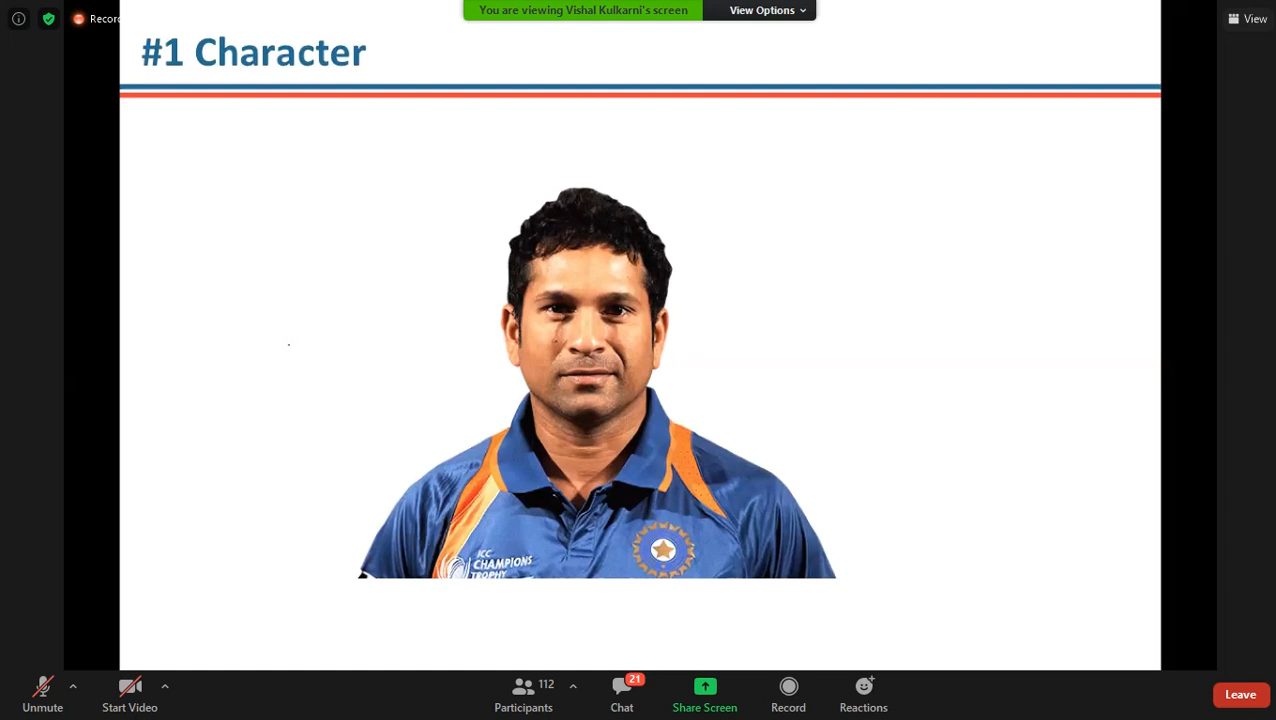 You are viewing Vishal Kulkarni's screen
View Options
Recor
View
#1 Character
ICC
CHAMPIONS
TROPHY
Unmute
Start Video
112
Participants
21
Chat
Share Screen
Record
Reactions
Leave